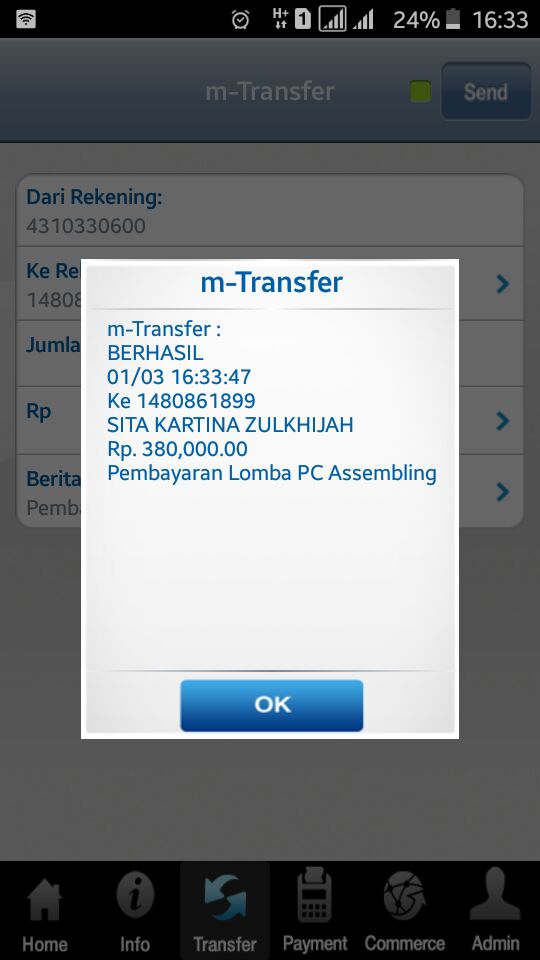 H+
1
24%
16:33
m-Transfer
Send
Dari Rekening:
4310330600
Ke Re
1480
Jumla
Rp
Berita
Pemb
m-Transfer
m-Transfer :
BERHASIL
01/03 16:33:47
Ke 1480861899
SITA KARTINA ZULKHIJAH
Rp. 380,000.00
Pembayaran Lomba PC Assembling
OK
Home
Info
Transfer
Payment
Commerce
Admin